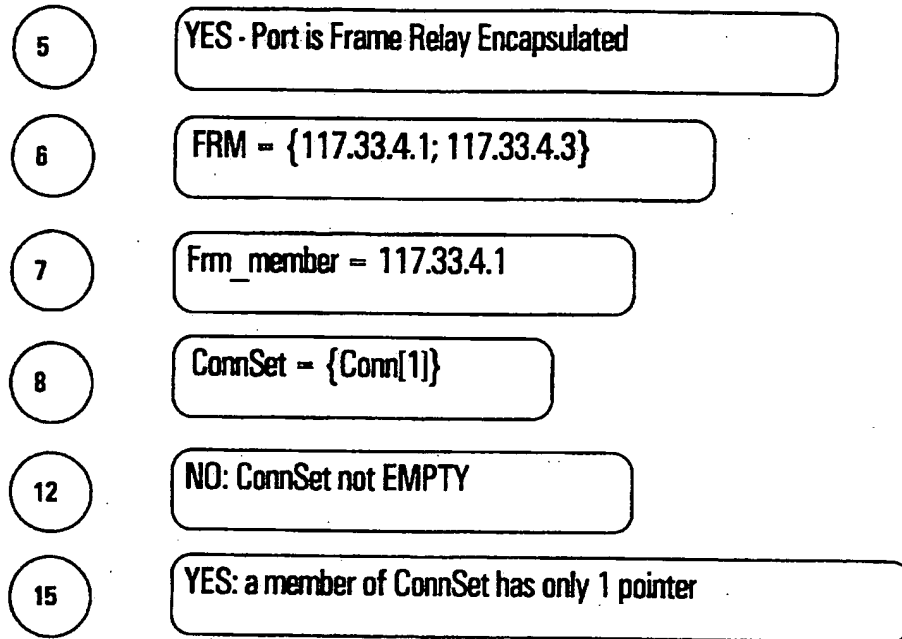 5
YES - Port is Frame Relay Encapsulated
6
FRM = {117.33.4.1; 117.33.4.3}
7
Frm_member = 117.33.4.1
8
ConnSet = {Conn[1]}
12
NO: ConnSet not EMPTY
15
YES: a member of ConnSet has only 1 pointer